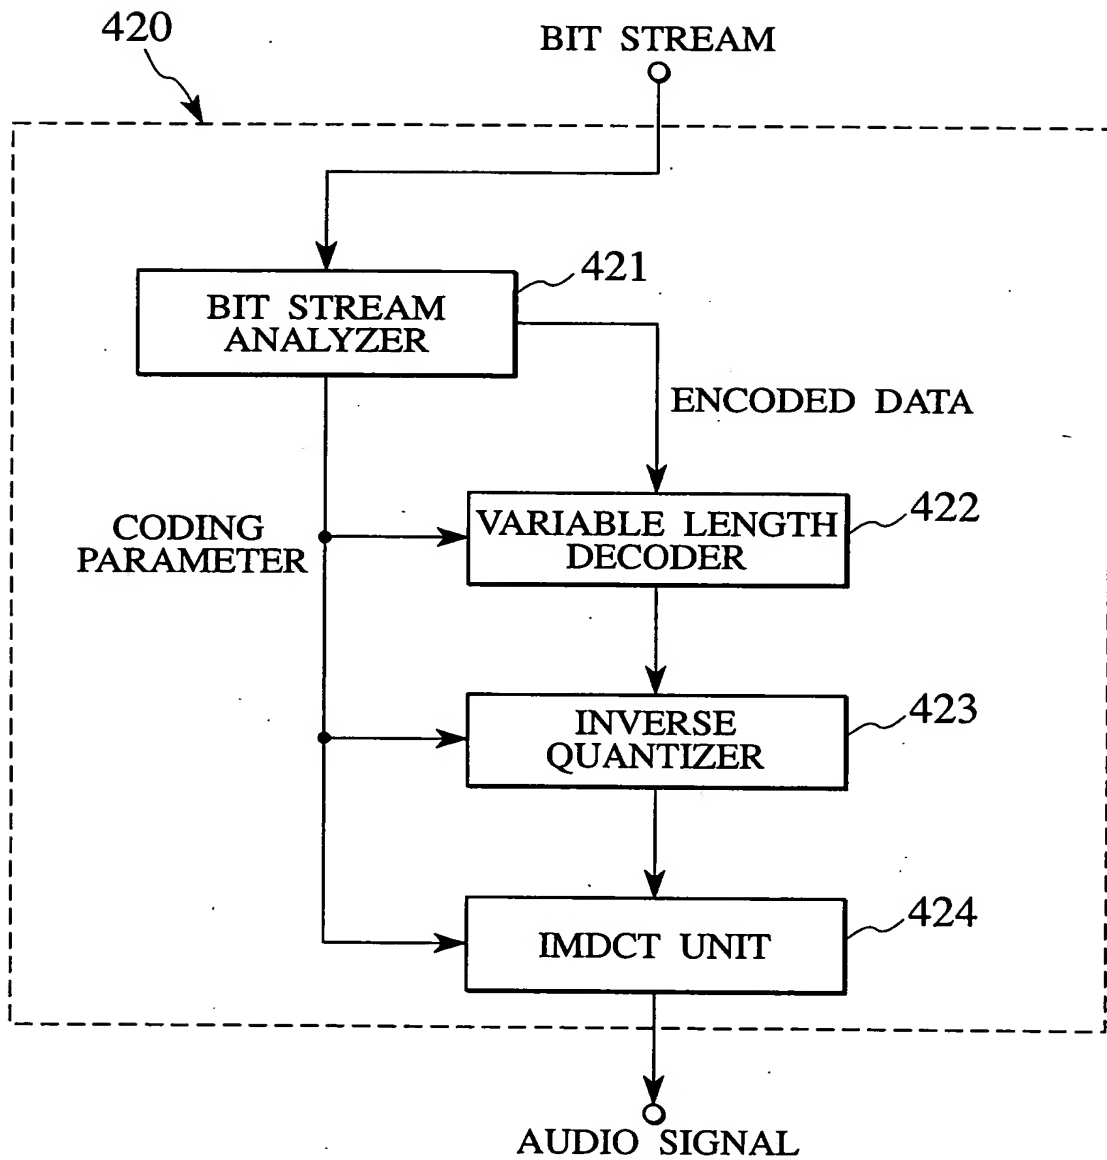 420
BIT STREAM
421
BIT STREAM
ANALYZER
ENCODED DATA
CODING
PARAMETER
VARIABLE LENGTH
DECODER
422
INVERSE
QUANTIZER
423
IMDCT UNIT
424
AUDIO SIGNAL